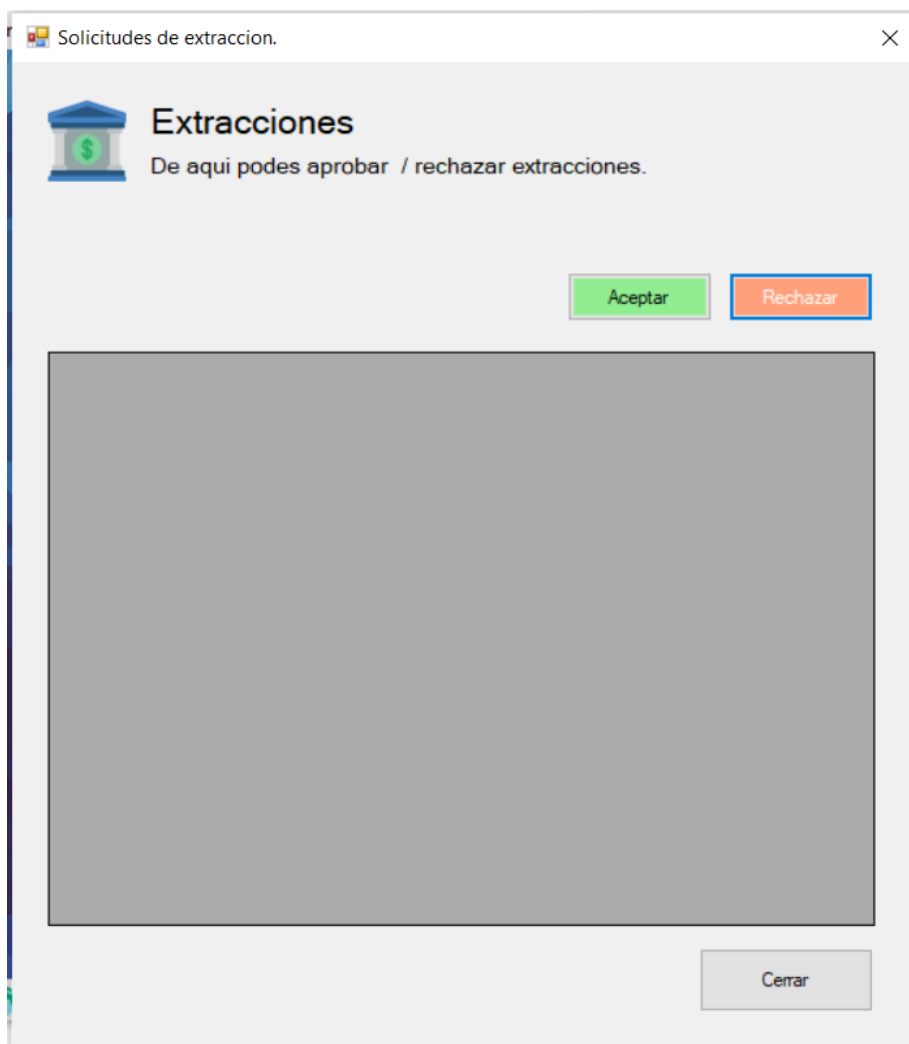 Solicitudes de extraccion.
$
Extracciones
De aqui podes aprobar / rechazar extracciones.
Aceptar
Rechazar
Cerrar